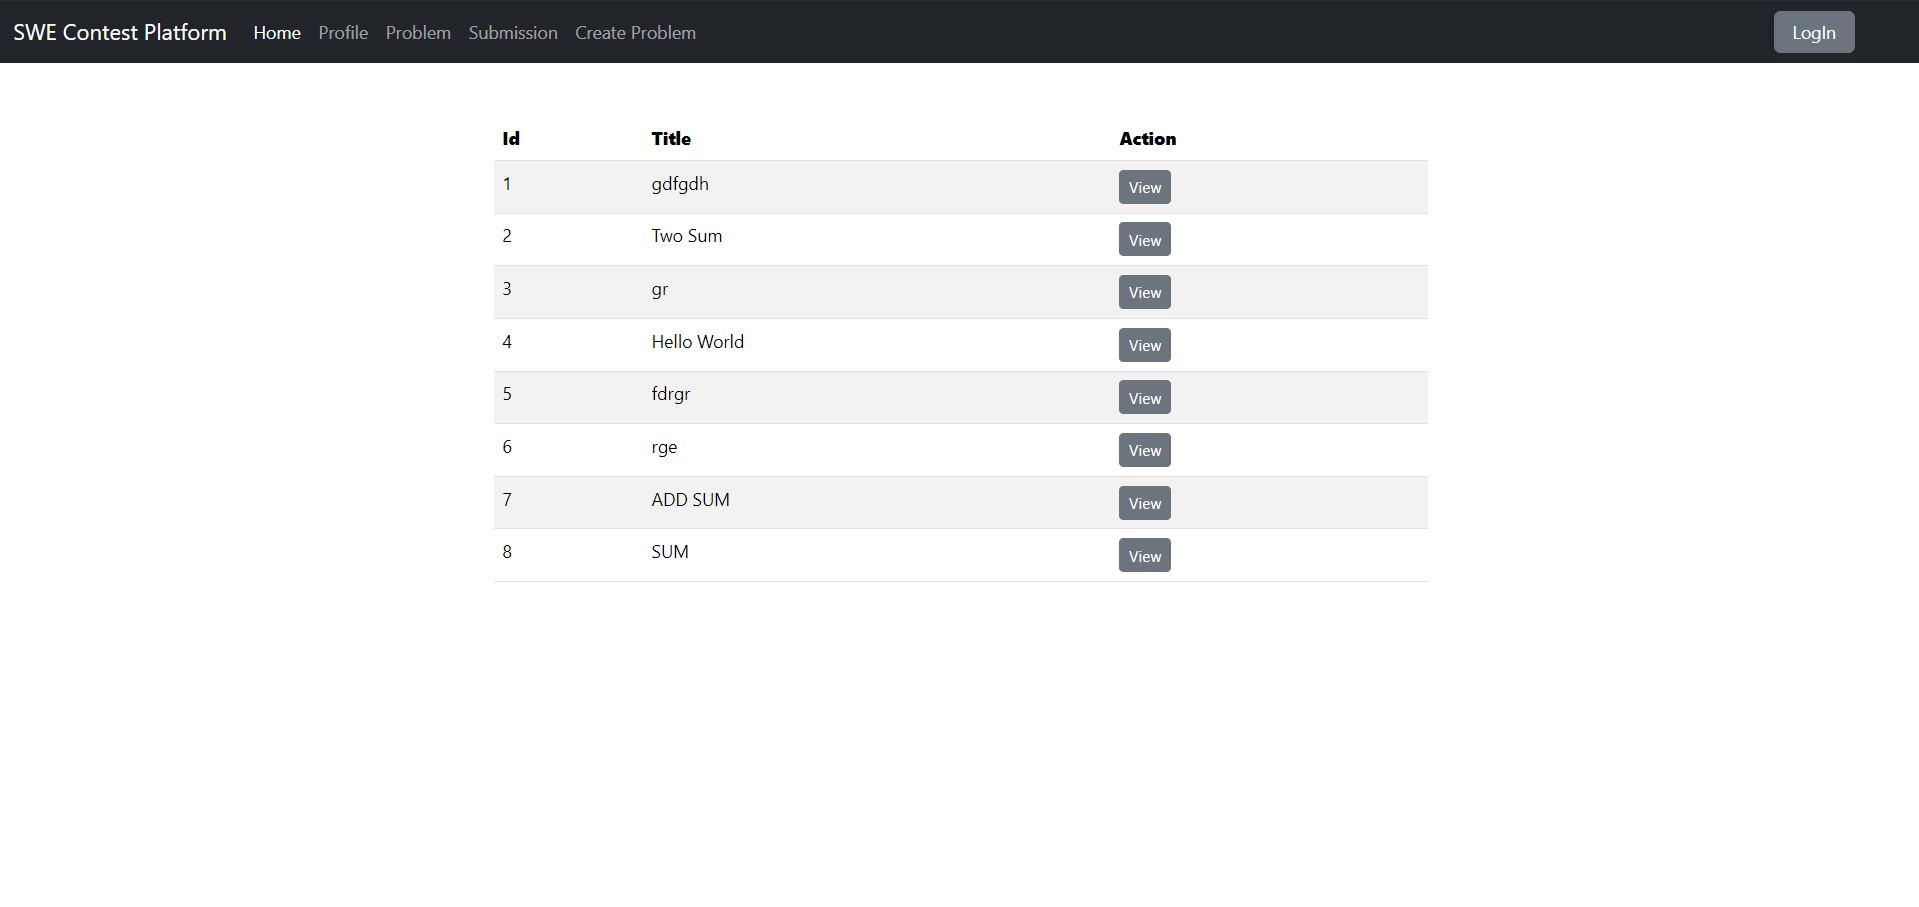 SWE Contest Platform Home Profile Problem Submission Create Problem LogIn
Id Title Action
1 gdfgdh View
2 Two Sum View
3 gr View
4 Hello World View
5 fdrgr View
6 rge View
7 ADD SUM View
8 SUM View